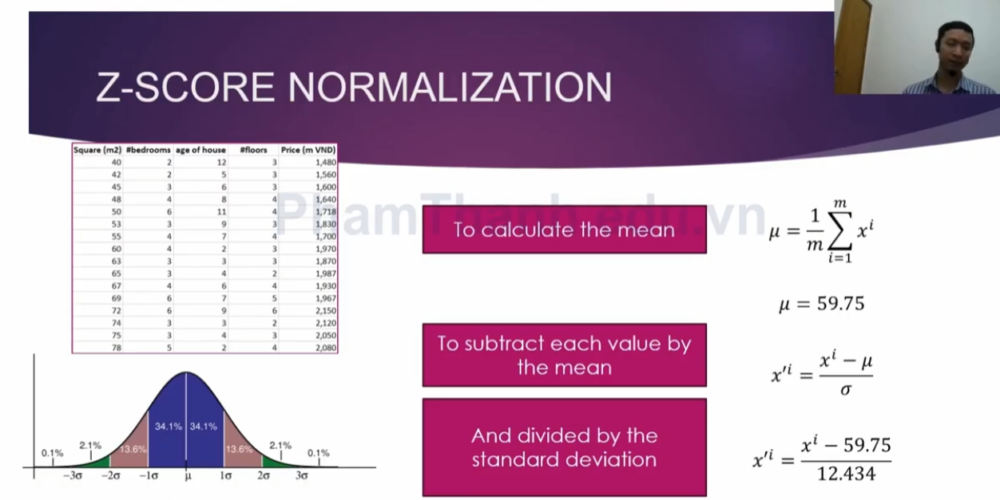 Z-SCORE NORMALIZATION
Square (m2) #bedrooms age of house #floors Price (m VND)
40 2 12 3 1,480
42 2 5 3 1,560
45 3 6 3 1,600
48 4 8 4 1,640
50 6 11 4 1,718
53 3 9 3 1,830
55 4 7 4 1,700
60 4 2 3 1,970
63 3 3 3 1,870
65 3 4 2 1,987
67 4 6 4 1,930
69 6 7 5 1,967
72 6 9 6 2,150
74 3 3 2 2,120
75 3 4 3 2,050
78 5 2 4 2,080
PhamThanh.edu.vn
To calculate the mean
μ = 1/m ∑ i=1 m x^i
μ = 59.75
To subtract each value by
the mean
x'^i = (x^i − μ)/σ
And divided by the
standard deviation
x'^i = (x^i − 59.75)/12.434
34.1% 34.1%
0.1% 2.1% 13.6% 13.6% 2.1% 0.1%
−3σ −2σ −1σ μ 1σ 2σ 3σ